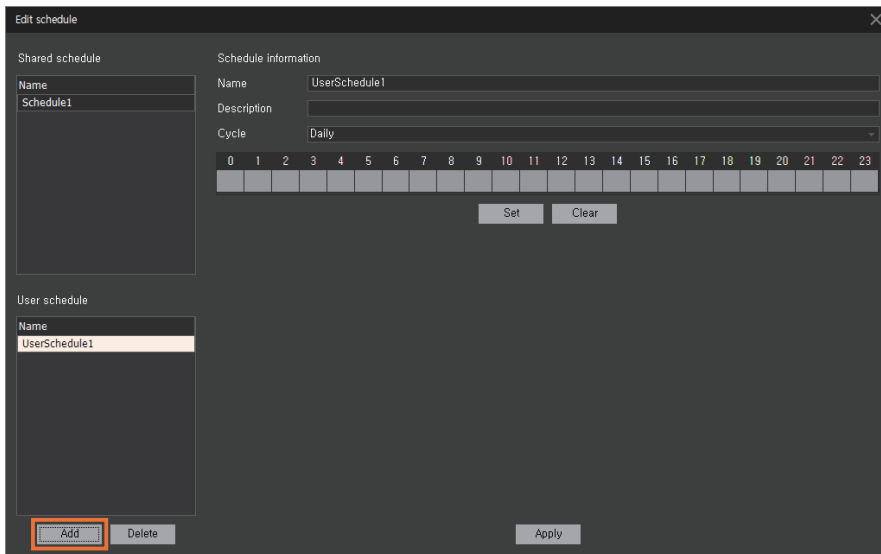 Edit schedule
Shared schedule
Name
Schedule1
User schedule
Name
UserSchedule1
Add Delete
Schedule information
Name UserSchedule1
Description
Cycle Daily
0 1 2 3 4 5 6 7 8 9 10 11 12 13 14 15 16 17 18 19 20 21 22 23
Set Clear
Apply